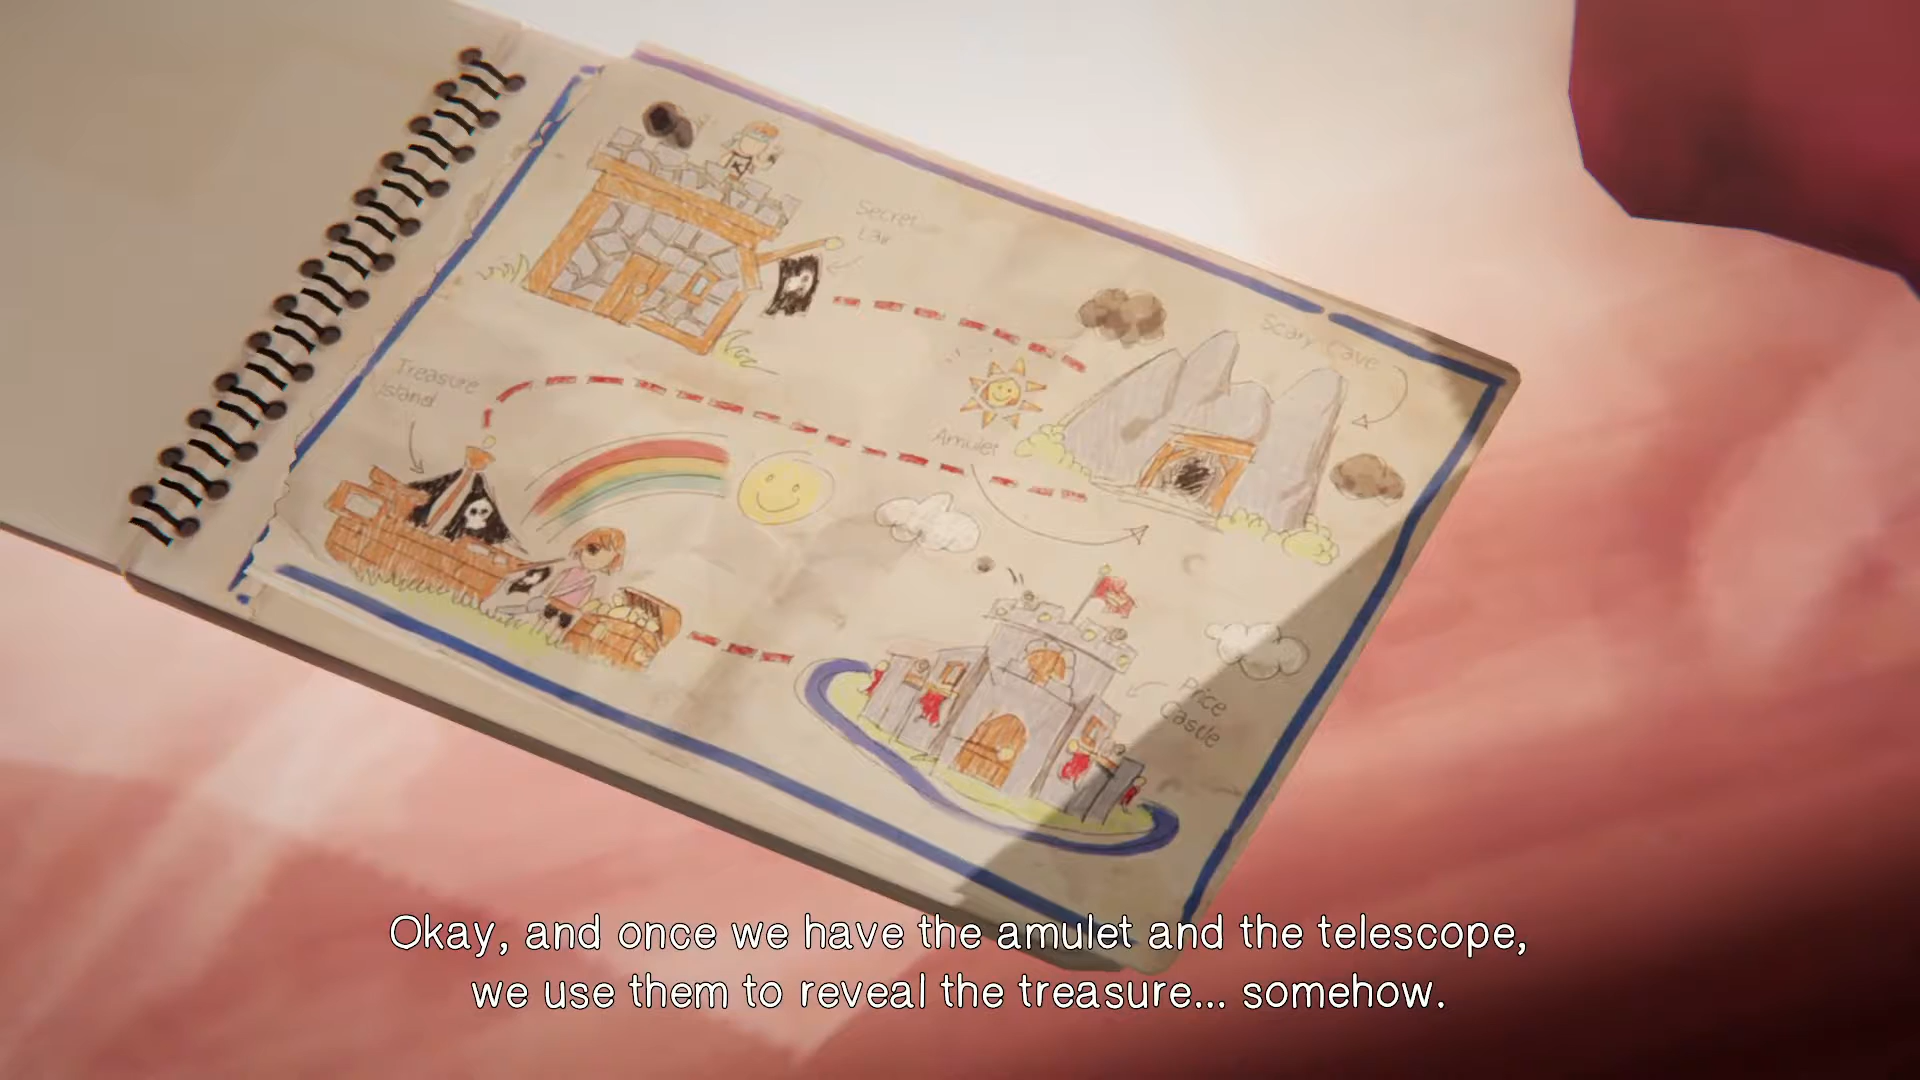 Secret
Lair
Scary Cave
Treasure
Island
Amulet
Price
Castle
Okay, and once we have the amulet and the telescope,
we use them to reveal the treasure... somehow.